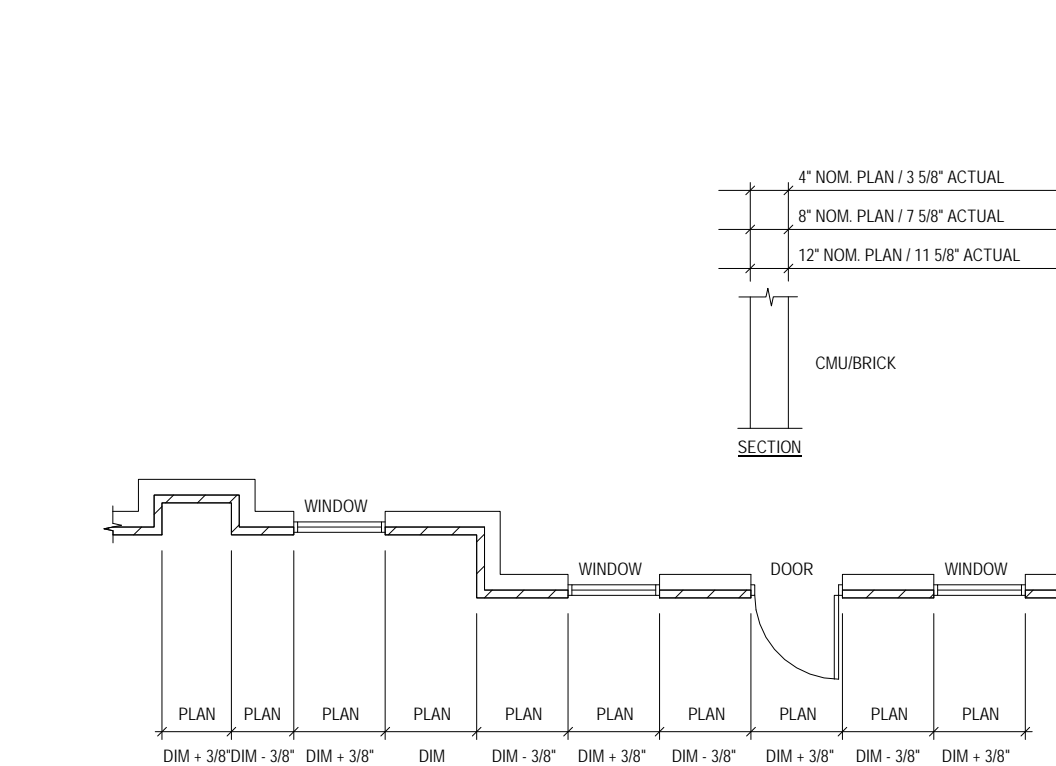 4" NOM. PLAN / 3 5/8" ACTUAL
8" NOM. PLAN / 7 5/8" ACTUAL
12" NOM. PLAN / 11 5/8" ACTUAL
CMU/BRICK
SECTION
WINDOW
WINDOW DOOR WINDOW
PLAN PLAN PLAN PLAN PLAN PLAN PLAN PLAN PLAN PLAN
DIM + 3/8" DIM - 3/8" DIM + 3/8" DIM DIM - 3/8" DIM + 3/8" DIM - 3/8" DIM + 3/8" DIM - 3/8" DIM + 3/8"